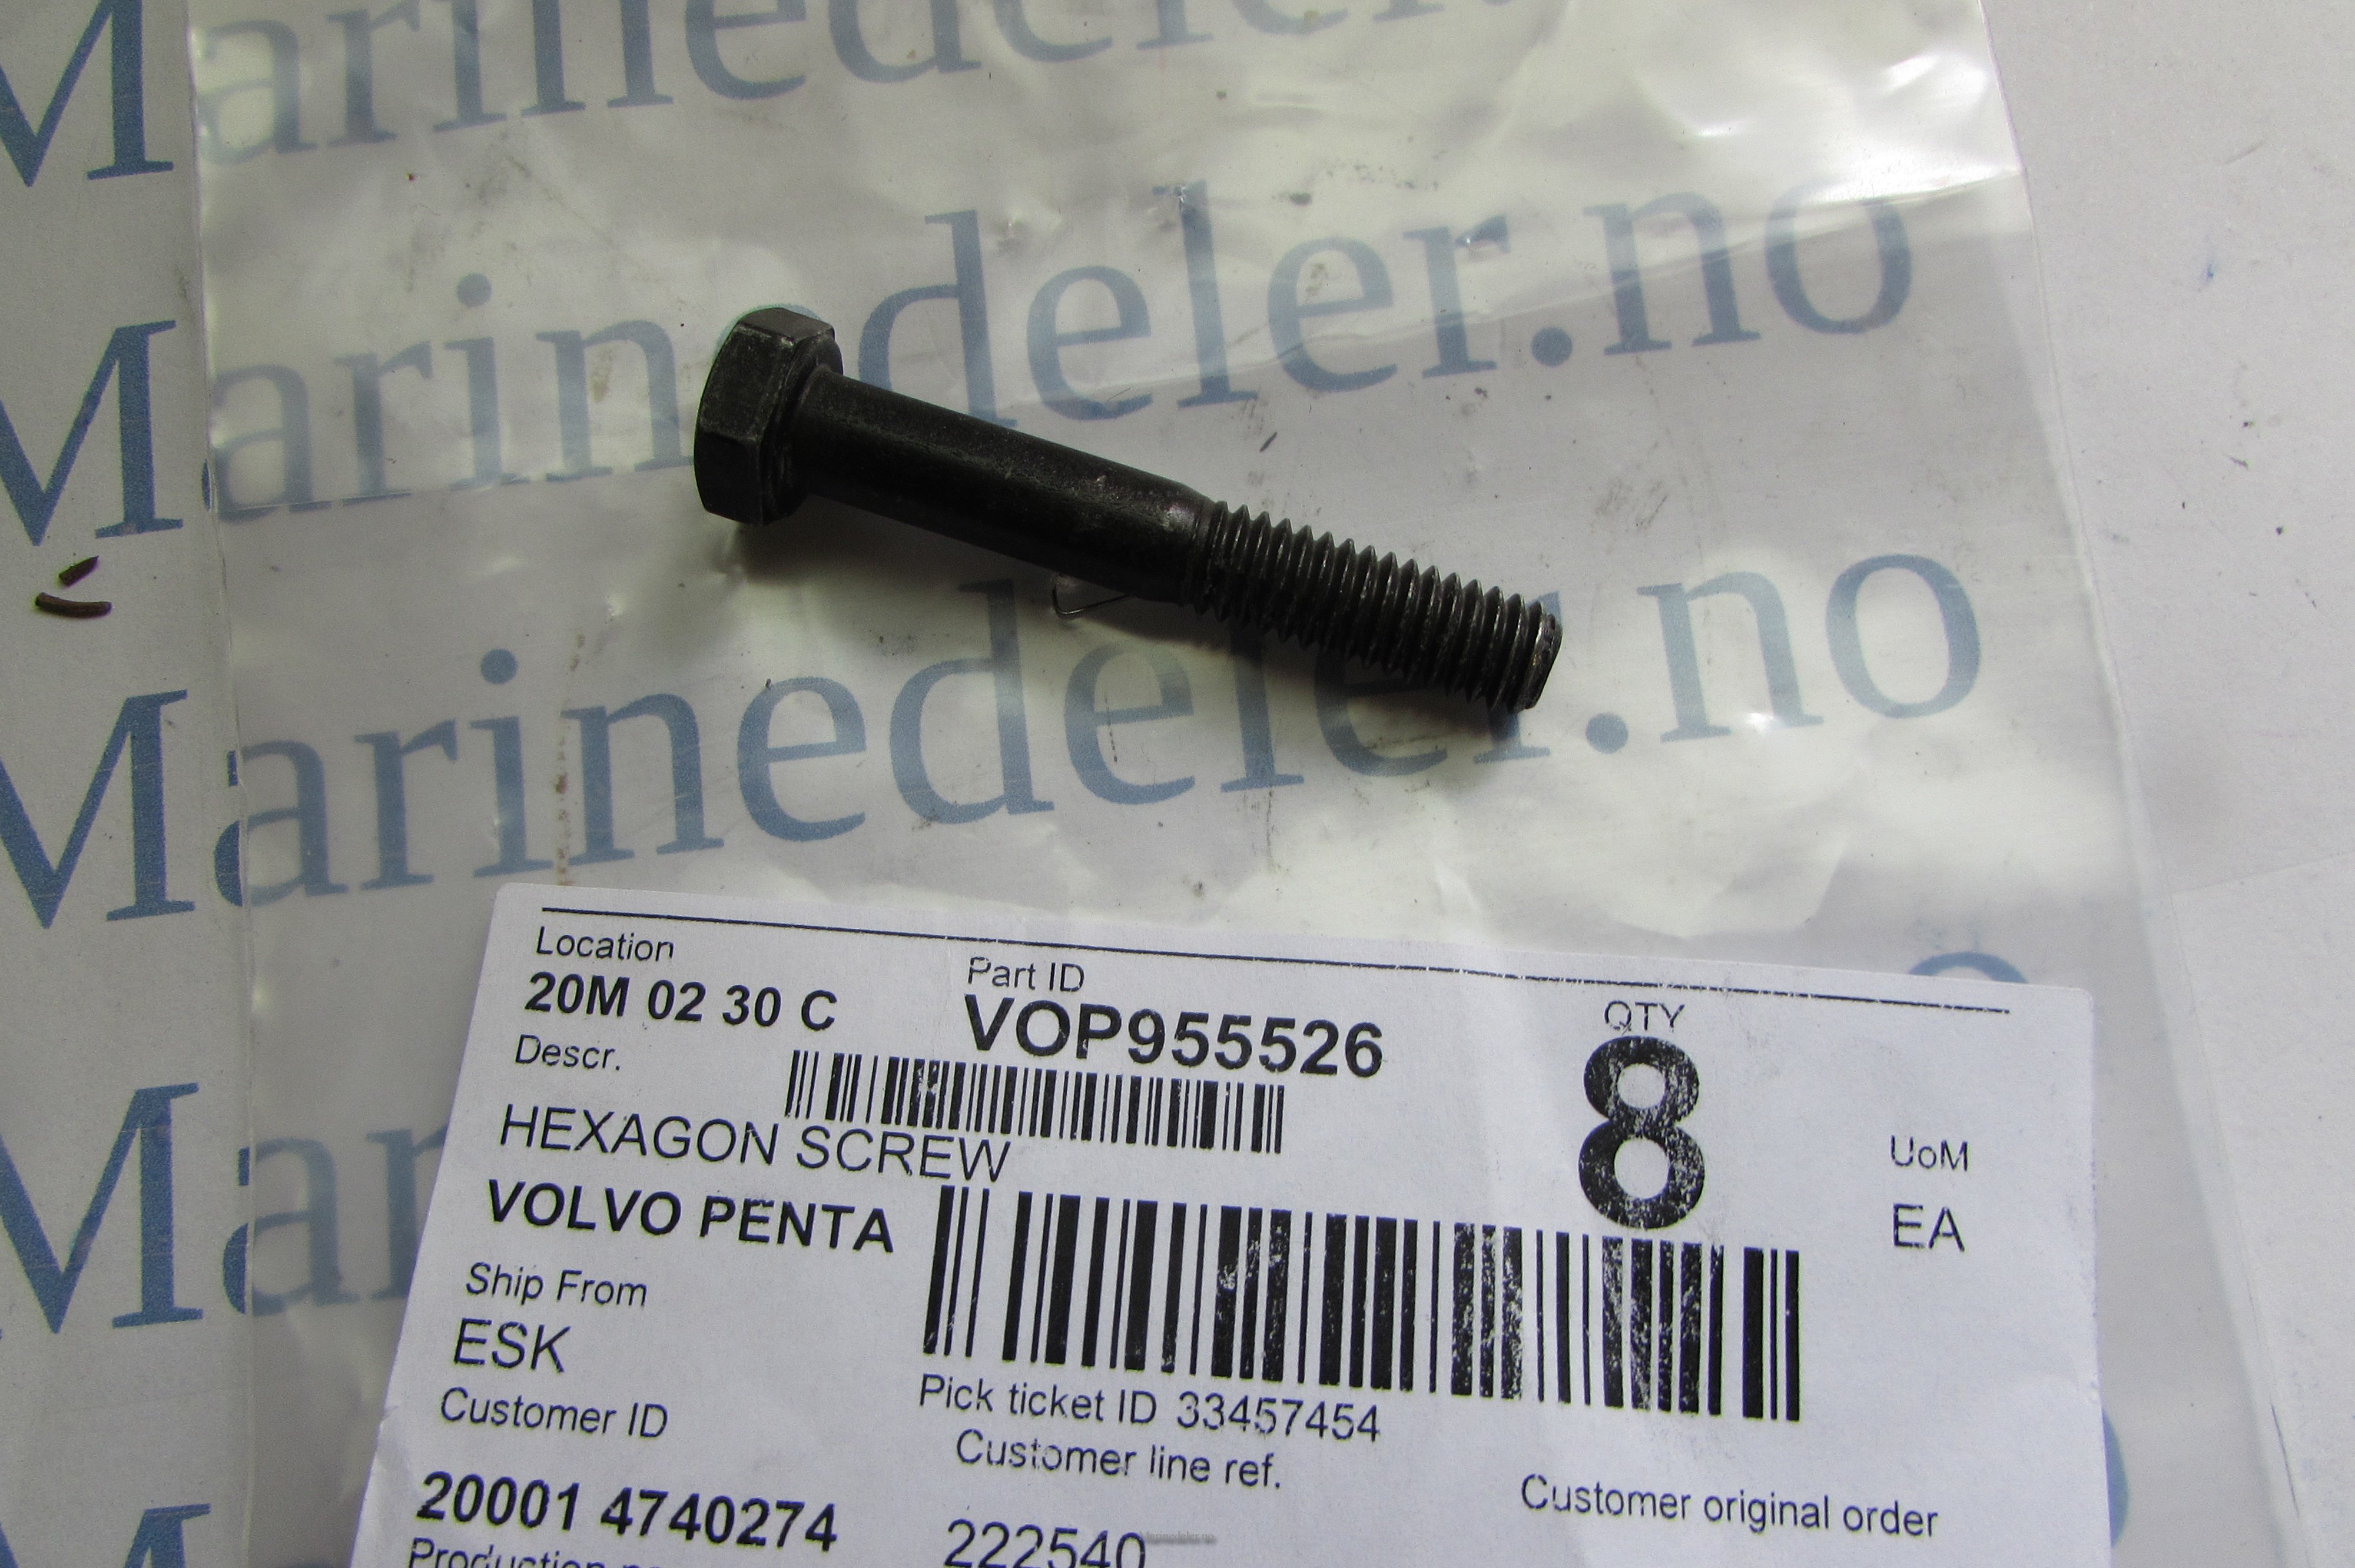 Marinedeler.
Marinedeler.no
Marinedeler.no
Mar
Location
20M 02 30 C
Part ID
VOP955526
QTY
8
Descr.
HEXAGON SCREW
UoM
EA
VOLVO PENTA
Ship From
ESK
Pick ticket ID 33457454
Customer ID
Customer line ref.
Customer original order
20001 4740274
222540